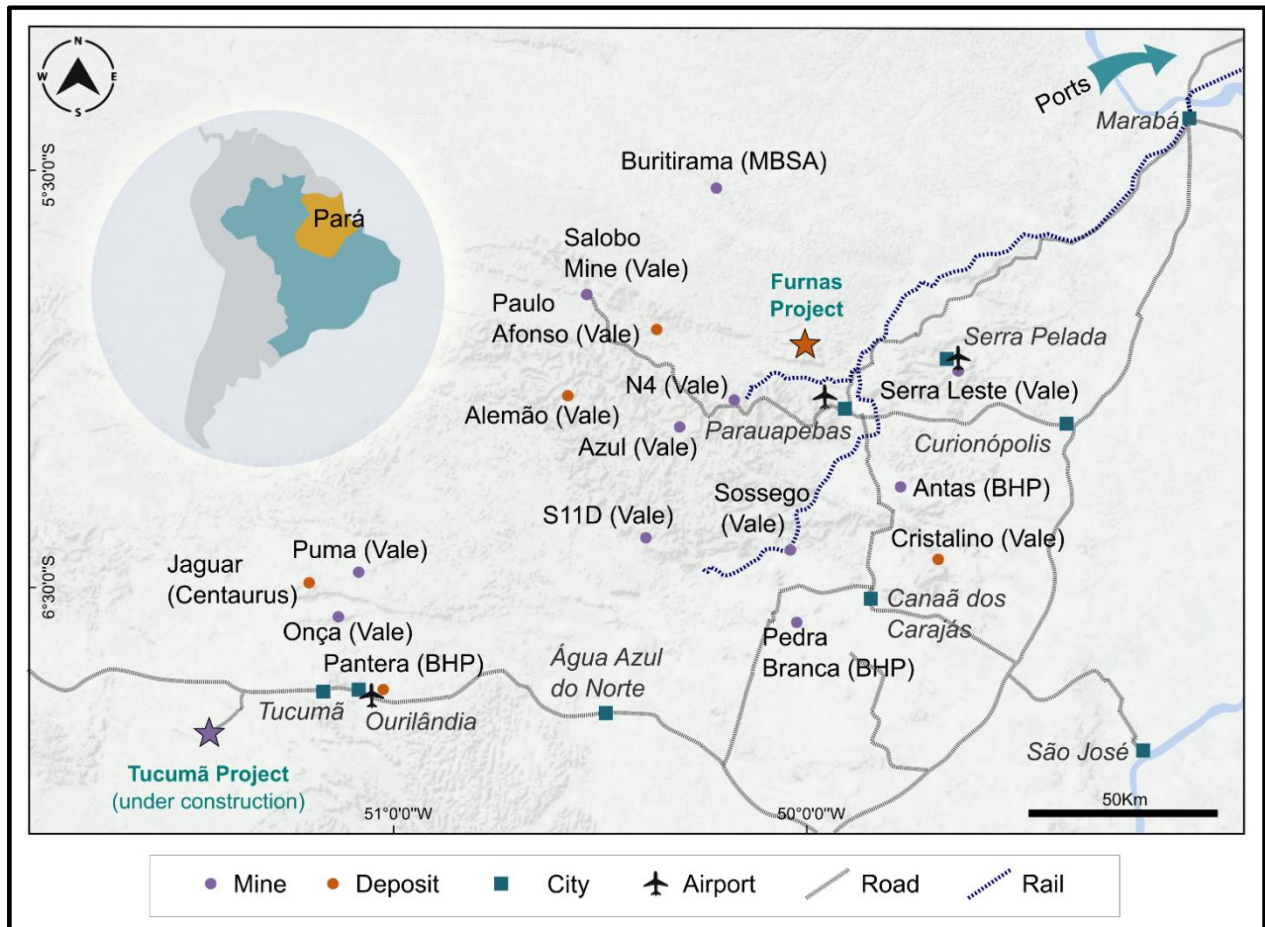 N
W
E
S
Ports
Marabá
5°30'0"S
Buritirama (MBSA)
Pará
Salobo
Mine (Vale)
Furnas
Project
Paulo
Afonso (Vale)
Serra Pelada
N4 (Vale)
Serra Leste (Vale)
Alemão (Vale)
Parauapebas
Azul (Vale)
Curionópolis
Sossego
(Vale)
Antas (BHP)
S11D (Vale)
Cristalino (Vale)
Puma (Vale)
Jaguar
(Centaurus)
6°30'0"S
Canaã dos
Carajás
Onça (Vale)
Pedra
Branca (BHP)
Pantera (BHP)
Água Azul
do Norte
Tucumã
Ourilândia
São José
Tucumã Project
(under construction)
51°0'0"W
50°0'0"W
50Km
Mine
Deposit
City
Airport
Road
Rail